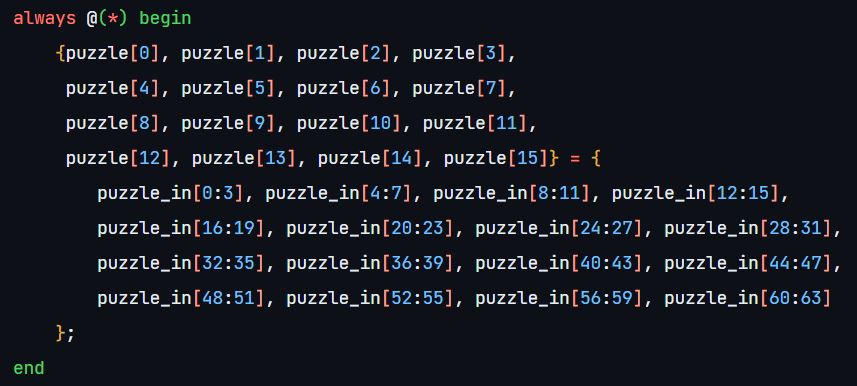 always @(*) begin
    {puzzle[0], puzzle[1], puzzle[2], puzzle[3],
     puzzle[4], puzzle[5], puzzle[6], puzzle[7],
     puzzle[8], puzzle[9], puzzle[10], puzzle[11],
     puzzle[12], puzzle[13], puzzle[14], puzzle[15]} = {
        puzzle_in[0:3], puzzle_in[4:7], puzzle_in[8:11], puzzle_in[12:15],
        puzzle_in[16:19], puzzle_in[20:23], puzzle_in[24:27], puzzle_in[28:31],
        puzzle_in[32:35], puzzle_in[36:39], puzzle_in[40:43], puzzle_in[44:47],
        puzzle_in[48:51], puzzle_in[52:55], puzzle_in[56:59], puzzle_in[60:63]
    };
end